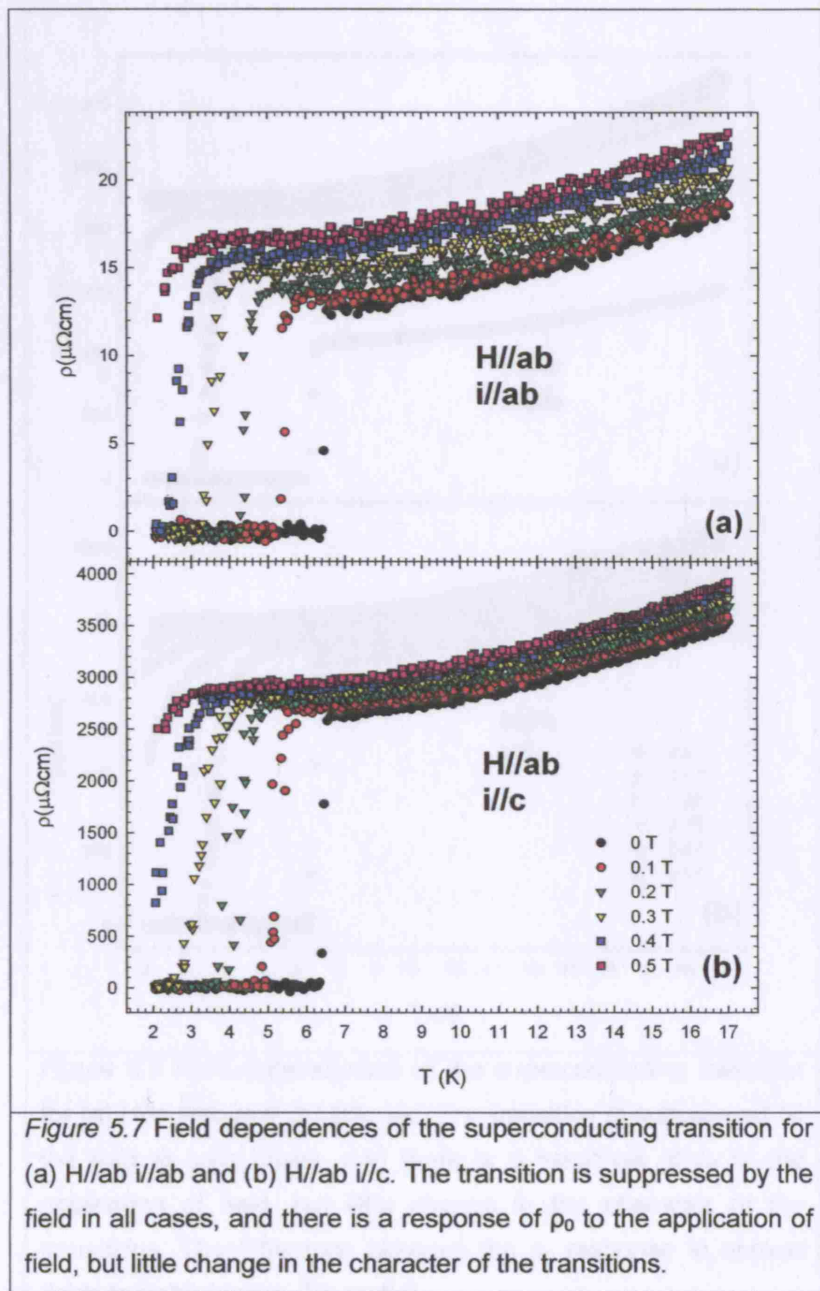 20
15
10
5
0
ρ(μΩcm)
H//ab
i//ab
(a)
4000
3500
3000
2500
2000
1500
1000
500
0
ρ(μΩcm)
H//ab
i//c
0 T
0.1 T
0.2 T
0.3 T
0.4 T
0.5 T
(b)
2 3 4 5 6 7 8 9 10 11 12 13 14 15 16 17
T (K)
Figure 5.7 Field dependences of the superconducting transition for
(a) H//ab i//ab and (b) H//ab i//c. The transition is suppressed by the
field in all cases, and there is a response of ρ₀ to the application of
field, but little change in the character of the transitions.